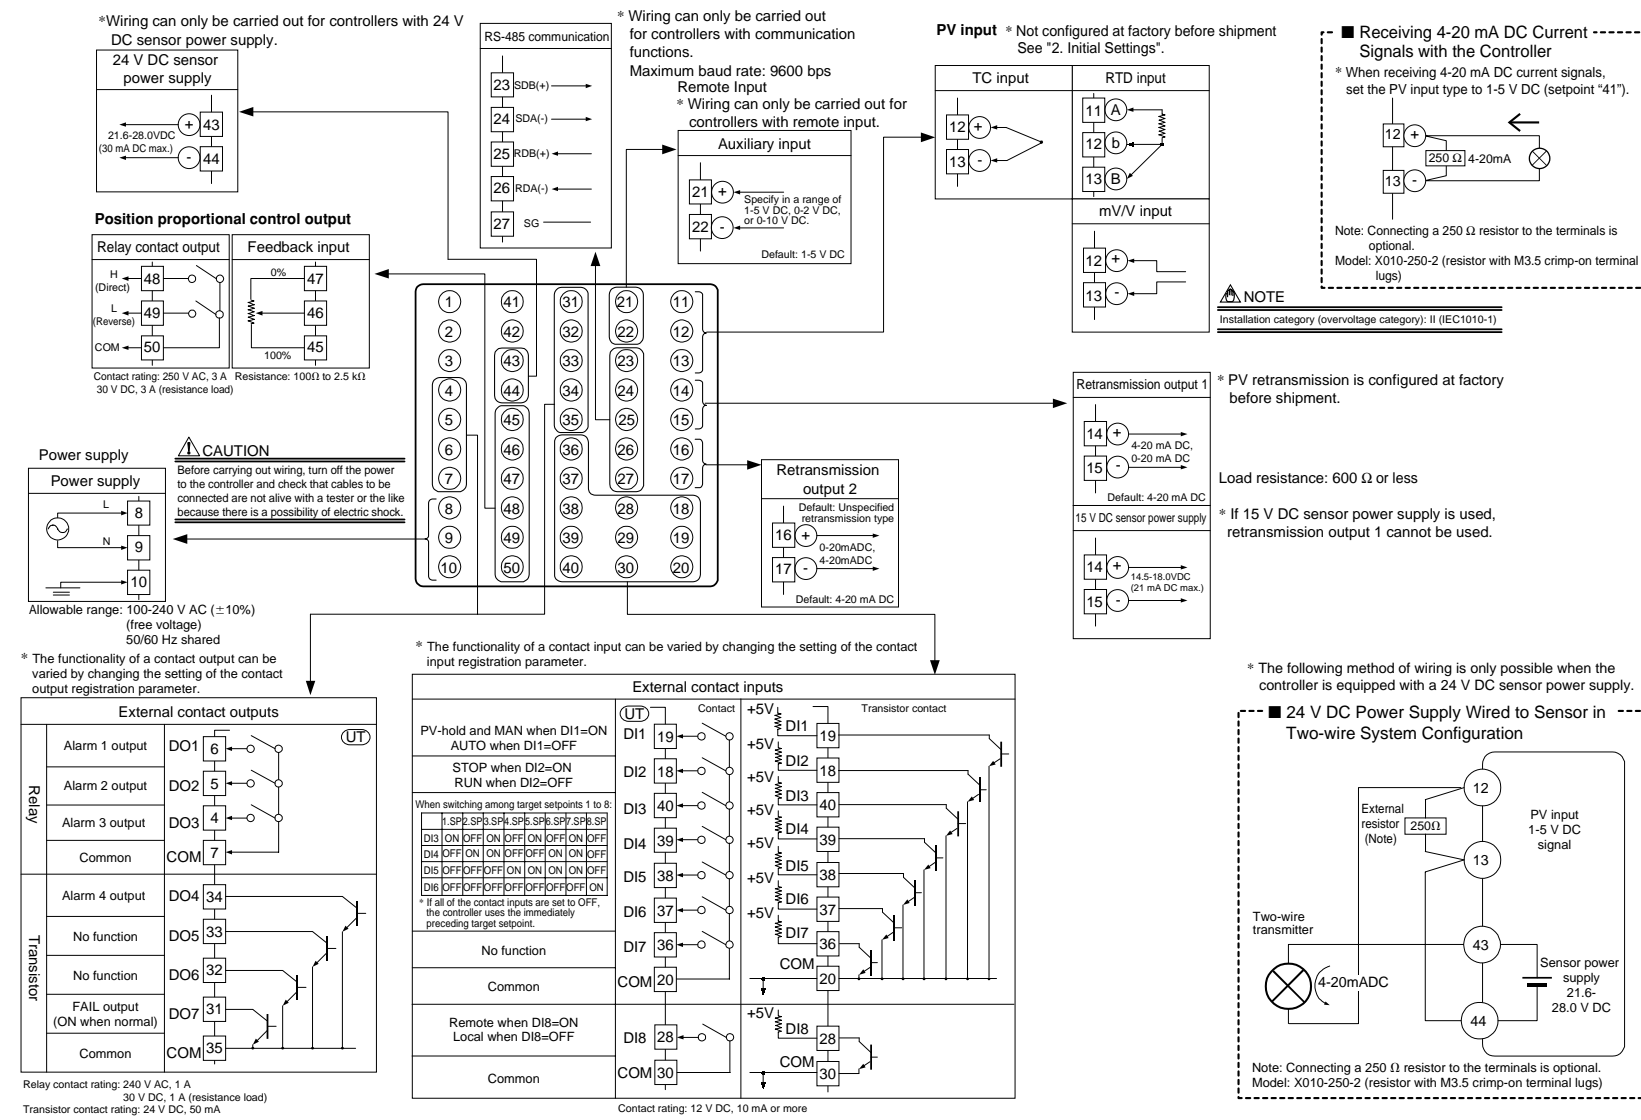 *Wiring can only be carried out for controllers with 24 V
DC sensor power supply.
24 V DC sensor
power supply
21.6-28.0VDC
(30 mA DC max.)
+
43
-
44
RS-485 communication
23 SDB(+)
24 SDA(-)
25 RDB(+)
26 RDA(-)
27 SG
* Wiring can only be carried out
for controllers with communication
functions.
Maximum baud rate: 9600 bps
Remote Input
* Wiring can only be carried out for
controllers with remote input.
Auxiliary input
21 +
22 -
Specify in a range of
1-5 V DC, 0-2 V DC,
or 0-10 V DC.
Default: 1-5 V DC
PV input * Not configured at factory before shipment
See "2. Initial Settings".
TC input
12 +
13 -
RTD input
11 A
12 b
13 B
mV/V input
12 +
13 -
■ Receiving 4-20 mA DC Current
Signals with the Controller
* When receiving 4-20 mA DC current signals,
set the PV input type to 1-5 V DC (setpoint “41”).
12 +
250 Ω 4-20mA
13 -
Note: Connecting a 250 Ω resistor to the terminals is
optional.
Model: X010-250-2 (resistor with M3.5 crimp-on terminal
lugs)
NOTE
Installation category (overvoltage category): II (IEC1010-1)
Position proportional control output
Relay contact output
H
(Direct)
48
L
(Reverse)
49
COM 50
Feedback input
0% 47
46
100% 45
Contact rating: 250 V AC, 3 A
30 V DC, 3 A (resistance load)
Resistance: 100Ω to 2.5 kΩ
1 41 31 21 11
2 42 32 22 12
3 43 33 23 13
4 44 34 24 14
5 45 35 25 15
6 46 36 26 16
7 47 37 27 17
8 48 38 28 18
9 49 39 29 19
10 50 40 30 20
Power supply
Power supply
L 8
N 9
10
Allowable range: 100-240 V AC (±10%)
(free voltage)
50/60 Hz shared
CAUTION
Before carrying out wiring, turn off the power
to the controller and check that cables to be
connected are not alive with a tester or the like
because there is a possibility of electric shock.
Retransmission
output 2
Default: Unspecified
retransmission type
16 +
0-20mADC,
4-20mADC
17 -
Default: 4-20 mA DC
Retransmission output 1
14 +
4-20 mA DC,
0-20 mA DC
15 -
Default: 4-20 mA DC
15 V DC sensor power supply
14 +
14.5-18.0VDC
(21 mA DC max.)
15 -
* PV retransmission is configured at factory
before shipment.
Load resistance: 600 Ω or less
* If 15 V DC sensor power supply is used,
retransmission output 1 cannot be used.
* The functionality of a contact output can be
varied by changing the setting of the contact
output registration parameter.
External contact outputs
UT
Relay
Alarm 1 output DO1 6
Alarm 2 output DO2 5
Alarm 3 output DO3 4
Common COM 7
Transistor
Alarm 4 output DO4 34
No function DO5 33
No function DO6 32
FAIL output
(ON when normal)
DO7 31
Common COM 35
Relay contact rating: 240 V AC, 1 A
30 V DC, 1 A (resistance load)
Transistor contact rating: 24 V DC, 50 mA
* The functionality of a contact input can be varied by changing the setting of the contact
input registration parameter.
External contact inputs
PV-hold and MAN when DI1=ON
AUTO when DI1=OFF
STOP when DI2=ON
RUN when DI2=OFF
When switching among target setpoints 1 to 8:
1.SP 2.SP 3.SP 4.SP 5.SP 6.SP 7.SP 8.SP
DI3 ON OFF ON OFF ON OFF ON OFF
DI4 OFF ON ON OFF OFF ON ON OFF
DI5 OFF OFF OFF ON ON ON ON OFF
DI6 OFF OFF OFF OFF OFF OFF OFF ON
* If all of the contact inputs are set to OFF,
the controller uses the immediately
preceding target setpoint.
No function
Common
Remote when DI8=ON
Local when DI8=OFF
Common
UT Contact
DI1 19
DI2 18
DI3 40
DI4 39
DI5 38
DI6 37
DI7 36
COM 20
DI8 28
COM 30
Transistor contact
+5V DI1 19
+5V DI2 18
+5V DI3 40
+5V DI4 39
+5V DI5 38
+5V DI6 37
+5V DI7 36
COM 20
+5V DI8 28
COM 30
Contact rating: 12 V DC, 10 mA or more
* The following method of wiring is only possible when the
controller is equipped with a 24 V DC sensor power supply.
■ 24 V DC Power Supply Wired to Sensor in
Two-wire System Configuration
12
External
resistor
(Note)
250Ω
13
PV input
1-5 V DC
signal
Two-wire
transmitter
4-20mADC
43
Sensor power
supply
21.6-
28.0 V DC
44
Note: Connecting a 250 Ω resistor to the terminals is optional.
Model: X010-250-2 (resistor with M3.5 crimp-on terminal lugs)